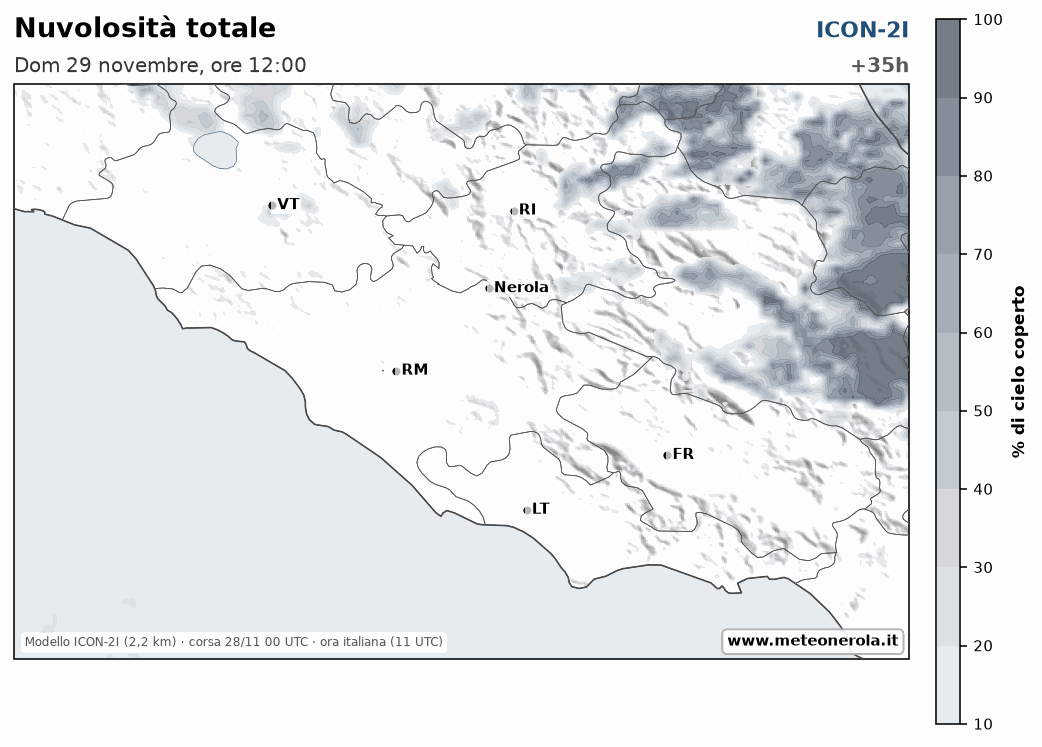 Nuvolosità totale
ICON-2I
Dom 29 novembre, ore 12:00
+35h
VT
RI
Nerola
RM
FR
LT
Modello ICON-2I (2,2 km) · corsa 28/11 00 UTC · ora italiana (11 UTC)
www.meteonerola.it
100
90
80
70
60
50
40
30
20
10
% di cielo coperto